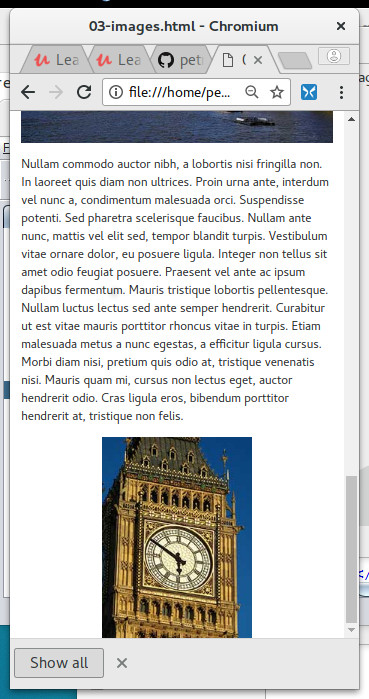 03-images.html - Chromium
Lea
Lea
pet
file:///home/pe...
Nullam commodo auctor nibh, a lobortis nisi fringilla non.
In laoreet quis diam non ultrices. Proin urna ante, interdum
vel nunc a, condimentum malesuada orci. Suspendisse
potenti. Sed pharetra scelerisque faucibus. Nullam ante
nunc, mattis vel elit sed, tempor blandit turpis. Vestibulum
vitae ornare dolor, eu posuere ligula. Integer non tellus sit
amet odio feugiat posuere. Praesent vel ante ac ipsum
dapibus fermentum. Mauris tristique lobortis pellentesque.
Nullam luctus lectus sed ante semper hendrerit. Curabitur
ut est vitae mauris porttitor rhoncus vitae in turpis. Etiam
malesuada metus a nunc egestas, a efficitur ligula cursus.
Morbi diam nisi, pretium quis odio at, tristique venenatis
nisi. Mauris quam mi, cursus non lectus eget, auctor
hendrerit odio. Cras ligula eros, bibendum porttitor
hendrerit at, tristique non felis.
Show all